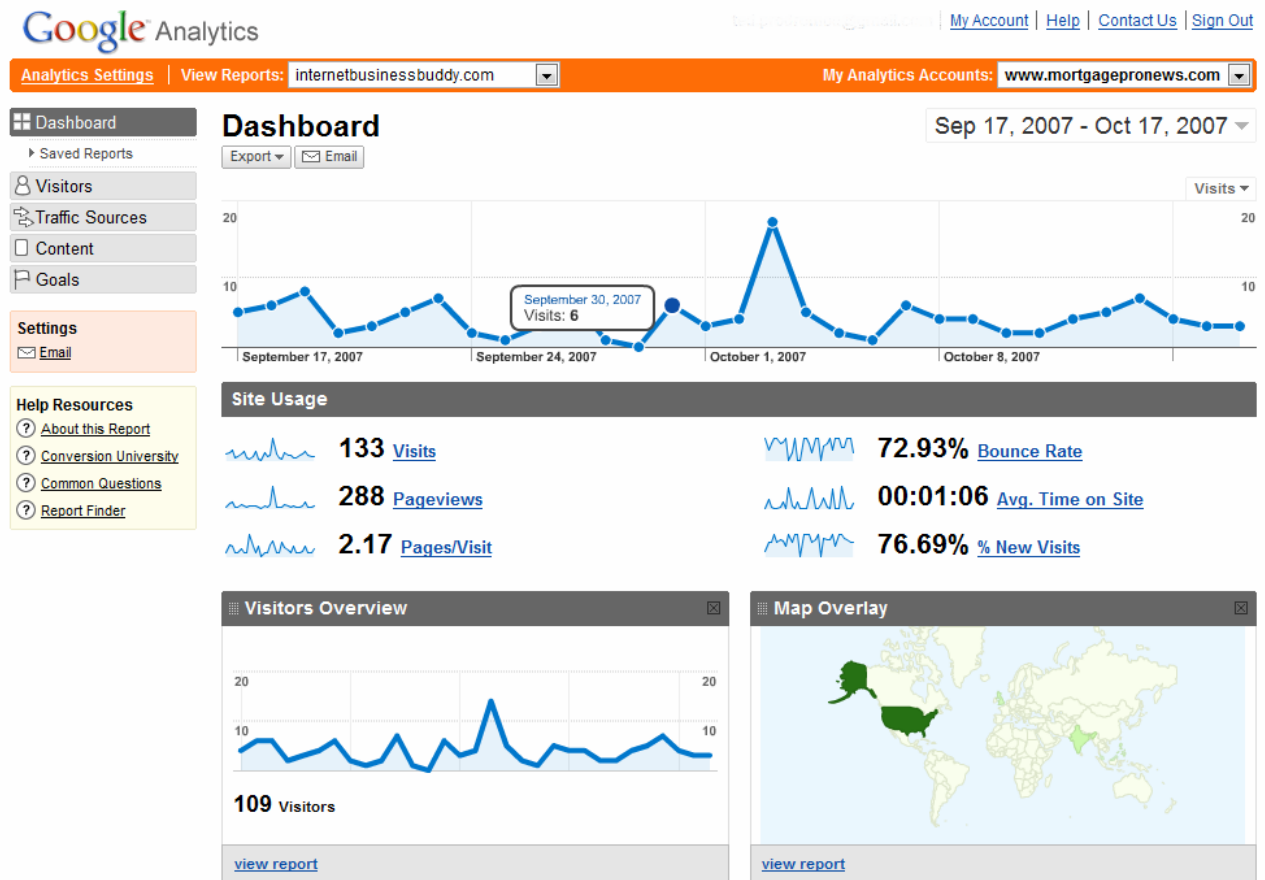 Google Analytics
My Account | Help | Contact Us | Sign Out
Analytics Settings | View Reports: internetbusinessbuddy.com
My Analytics Accounts: www.mortgagepronews.com
Dashboard
Saved Reports
Visitors
Traffic Sources
Content
Goals
Settings
Email
Help Resources
? About this Report
? Conversion University
? Common Questions
? Report Finder
Dashboard
Sep 17, 2007 - Oct 17, 2007
Export Email
Visits
20 20
10 10
September 30, 2007
Visits: 6
September 17, 2007 September 24, 2007 October 1, 2007 October 8, 2007
Site Usage
133 Visits
72.93% Bounce Rate
288 Pageviews
00:01:06 Avg. Time on Site
2.17 Pages/Visit
76.69% % New Visits
Visitors Overview
20 20
10 10
109 Visitors
view report
Map Overlay
view report